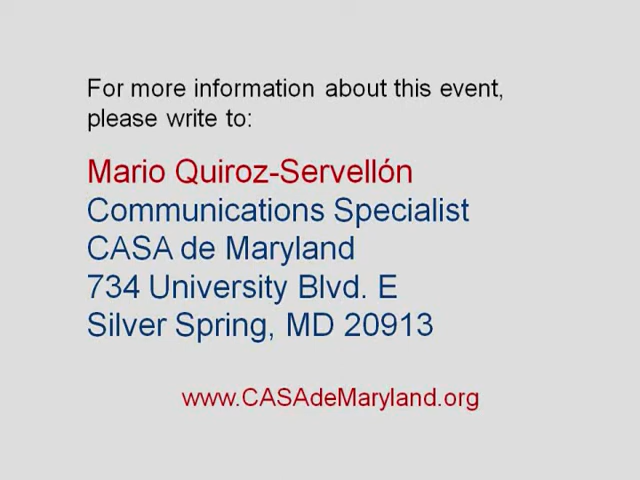 For more information about this event,
please write to:
Mario Quiroz-Servellón
Communications Specialist
CASA de Maryland
734 University Blvd. E
Silver Spring, MD 20913
www.CASAdeMaryland.org